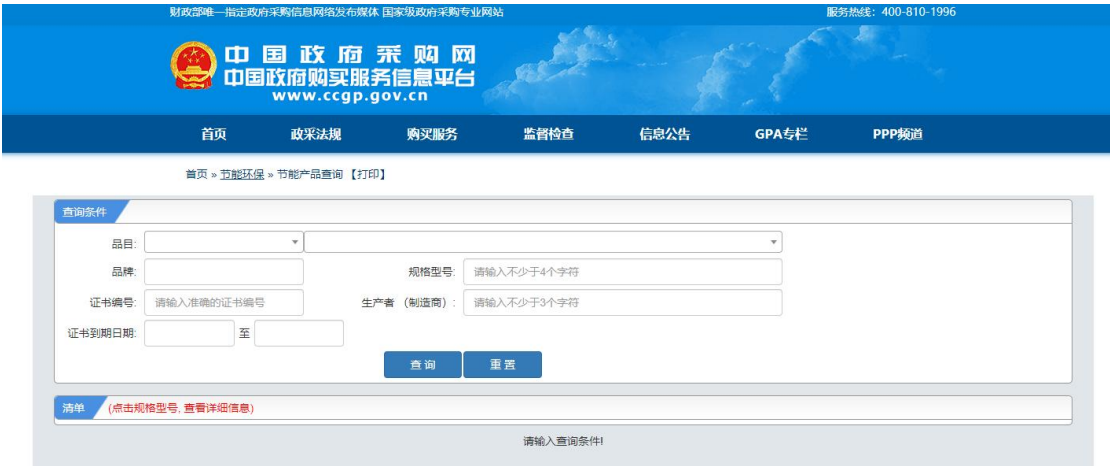 财政部唯一指定政府采购信息网络发布媒体 国家级政府采购专业网站 服务热线：400-810-1996
中国政府采购网
中国政府购买服务信息平台
www.ccgp.gov.cn
首页 政采法规 购买服务 监督检查 信息公告 GPA专栏 PPP频道
首页 » 节能环保 » 节能产品查询 【打印】
查询条件
品目:
品牌: 规格型号: 请输入不少于4个字符
证书编号: 请输入准确的证书编号 生产者 （制造商）: 请输入不少于3个字符
证书到期日期: 至
查询 重置
清单 (点击规格型号, 查看详细信息)
请输入查询条件!